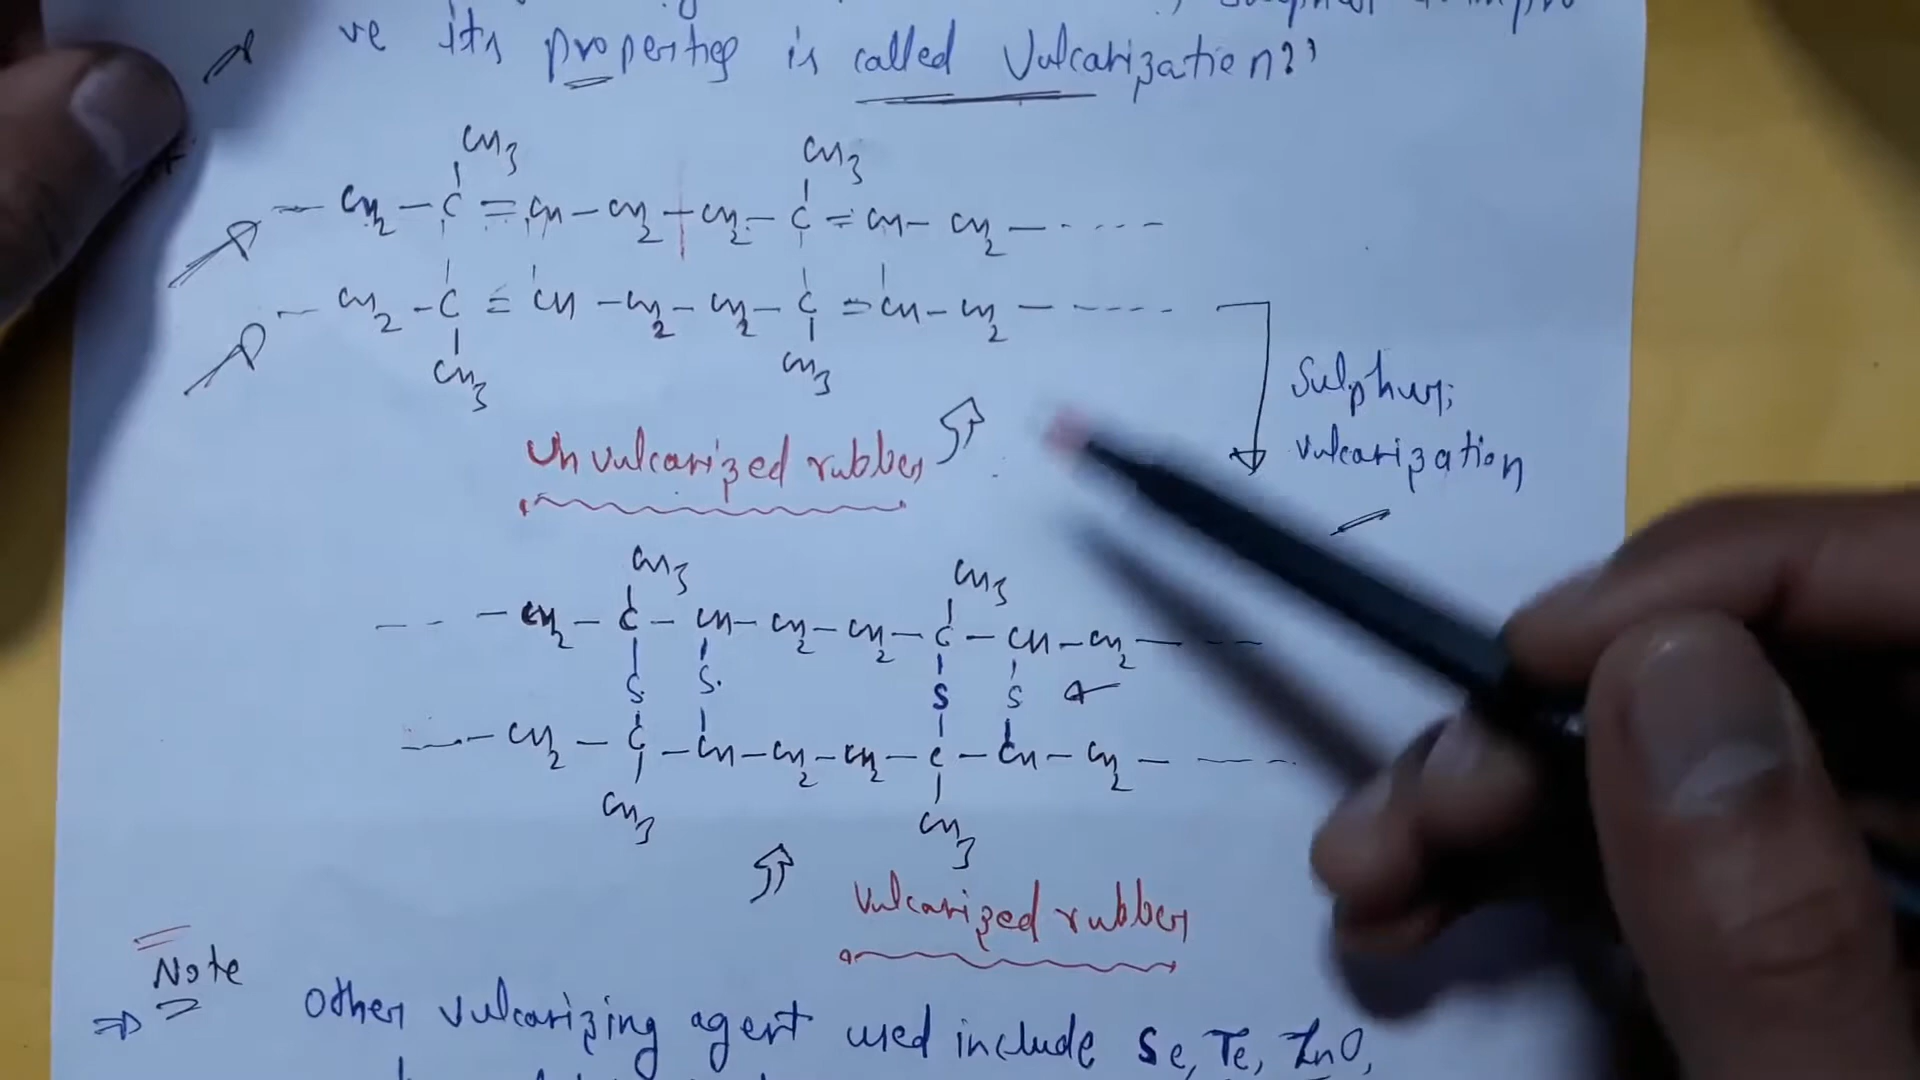 ve its properties is called Vulcanization"
CH3 CH3
-- CH2 - C = CH - CH2 + CH2 - C = CH - CH2 - - - - -
-- CH2 - C = CH - CH2 - CH2 - C = CH - CH2 - - - - -
CH3 CH3
Sulphur;
vulcanization
Unvulcanized rubber
CH3 CH3
-- - CH2 - C - CH - CH2 - CH2 - C - CH - CH2 - --
S S S S
-- - CH2 - C - CH - CH2 - CH2 - C - CH - CH2 - ---
CH3 CH3
Vulcanized rubber
Note
⇒ Other vulcanizing agent used include Se, Te, ZnO,